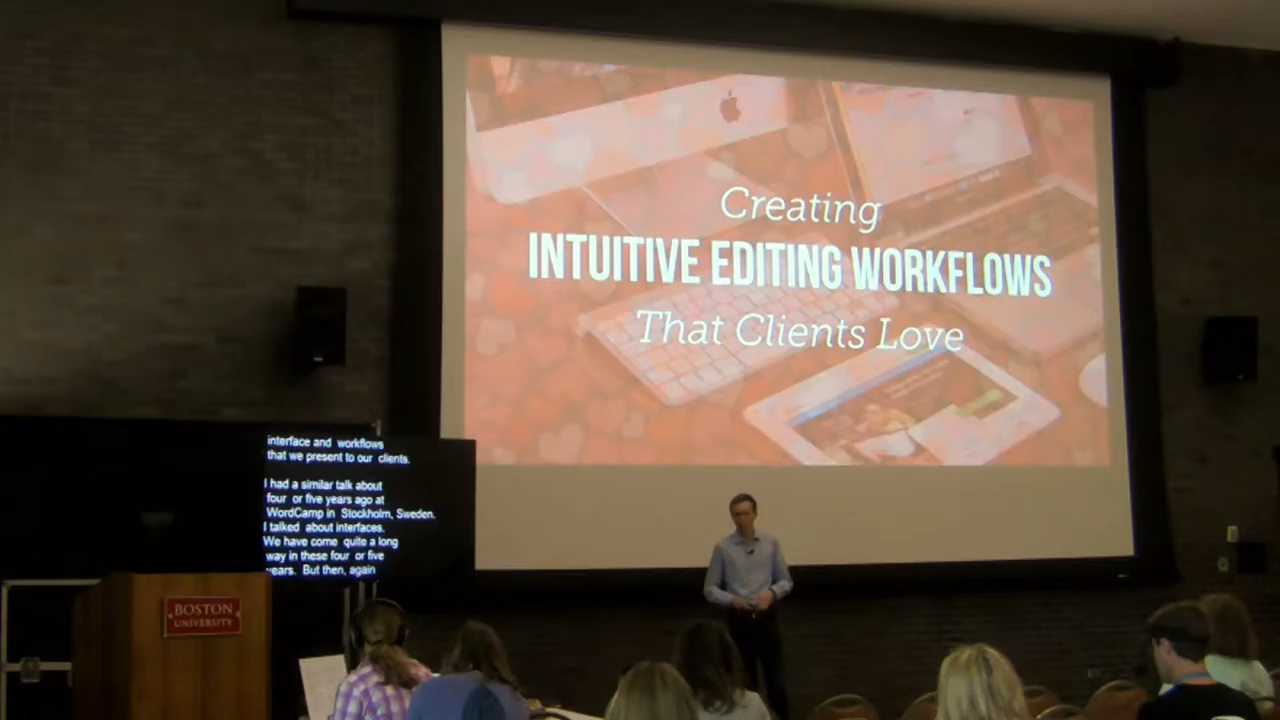 Creating
INTUITIVE EDITING WORKFLOWS
That Clients Love
interface and workflows
that we present to our clients.
I had a similar talk about
four or five years ago at
WordCamp in Stockholm, Sweden.
I talked about interfaces.
We have come quite a long
way in these four or five
years. But then, again
BOSTON
UNIVERSITY